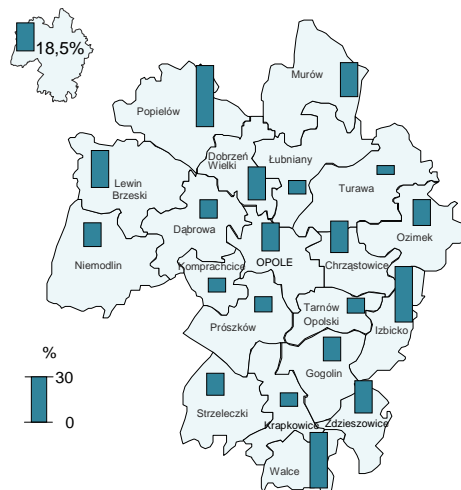 18,5%
Murów
Popielów
Dobrzeń
Wielki
Łubniany
Lewin
Brzeski
Turawa
Dąbrowa
Ozimek
Niemodlin
Komprachcice
OPOLE
Chrząstowice
Prószków
Tarnów
Opolski
Izbicko
%
30
0
Gogolin
Strzeleczki
Krapkowice
Zdzieszowice
Walce